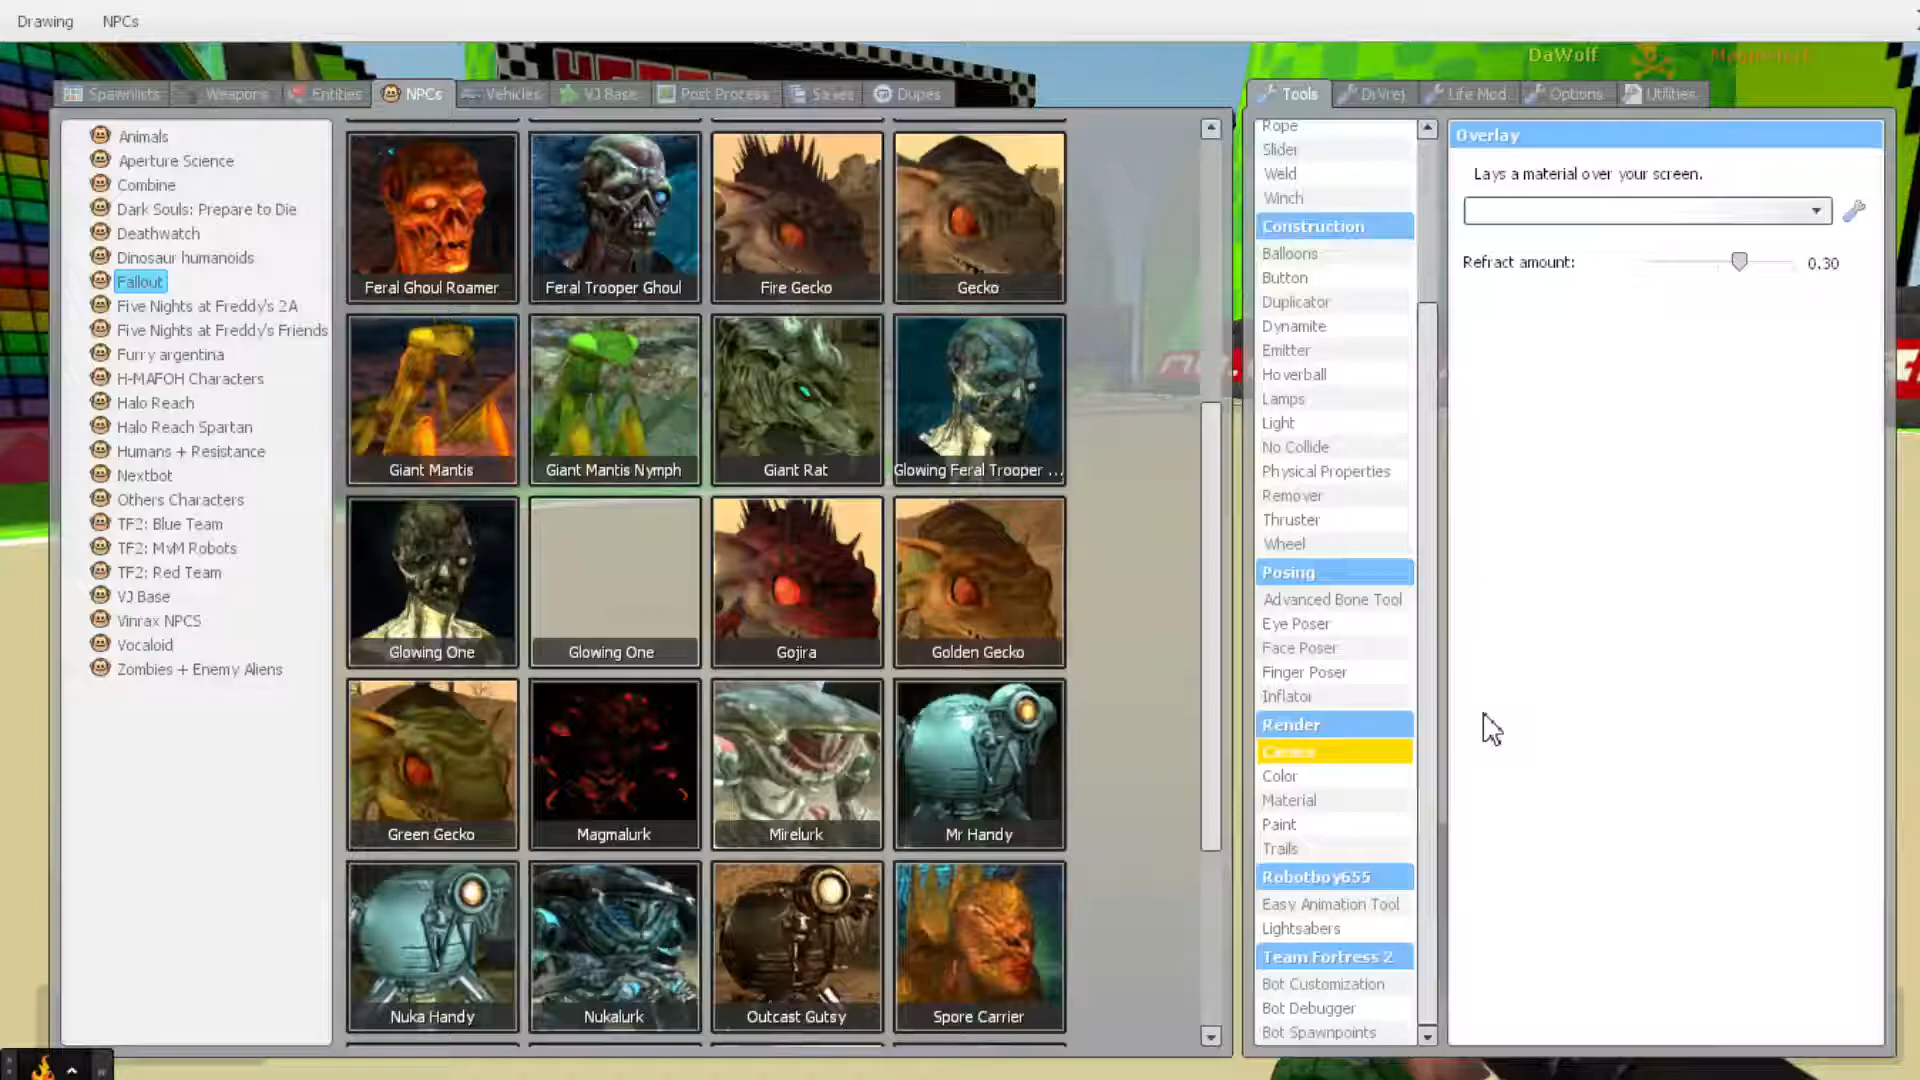 Drawing NPCs
DaWolf
Spawnlists Weapons Entities NPCs Vehicles VJ Base Post Process Saves Dupes
Tools DrVrej Life Mod Options Utilities
Animals
Aperture Science
Combine
Dark Souls: Prepare to Die
Deathwatch
Dinosaur humanoids
Fallout
Five Nights at Freddy's 2A
Five Nights at Freddy's Friends
Furry argentina
H-MAFOH Characters
Halo Reach
Halo Reach Spartan
Humans + Resistance
Nextbot
Others Characters
TF2: Blue Team
TF2: MvM Robots
TF2: Red Team
VJ Base
Vinrax NPCS
Vocaloid
Zombies + Enemy Aliens
Feral Ghoul Roamer Feral Trooper Ghoul Fire Gecko Gecko
Giant Mantis Giant Mantis Nymph Giant Rat Glowing Feral Trooper ...
Glowing One Glowing One Gojira Golden Gecko
Green Gecko Magmalurk Mirelurk Mr Handy
Nuka Handy Nukalurk Outcast Gutsy Spore Carrier
Rope
Slider
Weld
Winch
Construction
Balloons
Button
Duplicator
Dynamite
Emitter
Hoverball
Lamps
Light
No Collide
Physical Properties
Remover
Thruster
Wheel
Posing
Advanced Bone Tool
Eye Poser
Face Poser
Finger Poser
Inflator
Render
Camera
Color
Material
Paint
Trails
Robotboy655
Easy Animation Tool
Lightsabers
Team Fortress 2
Bot Customization
Bot Debugger
Bot Spawnpoints
Overlay
Lays a material over your screen.
Refract amount: 0.30